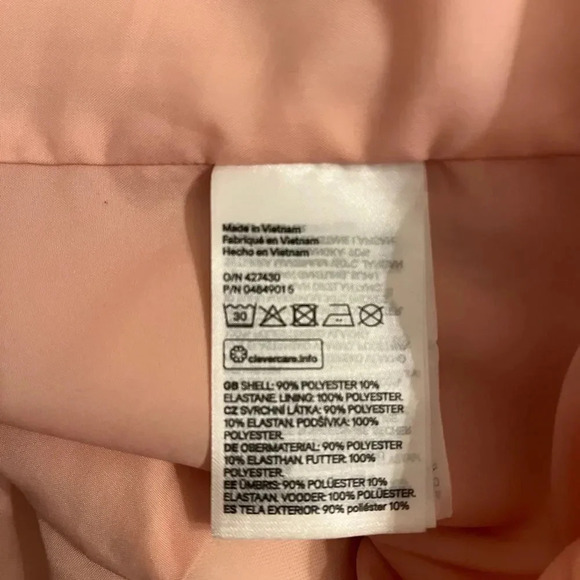 Made in Vietnam
Fabriqué en Vietnam
Hecho en Vietnam
O/N 427430
P/N 0484901 5
30
clevercare.info
GB SHELL: 90% POLYESTER 10%
ELASTANE. LINING: 100% POLYESTER.
CZ SVRCHNÍ LÁTKA: 90% POLYESTER
10% ELASTAN. PODŠÍVKA: 100%
POLYESTER.
DE OBERMATERIAL: 90% POLYESTER
10% ELASTHAN. FUTTER: 100%
POLYESTER.
EE ÜMBRIS: 90% POLÜESTER 10%
ELASTAAN. VOODER: 100% POLÜESTER.
ES TELA EXTERIOR: 90% poliéster 10%